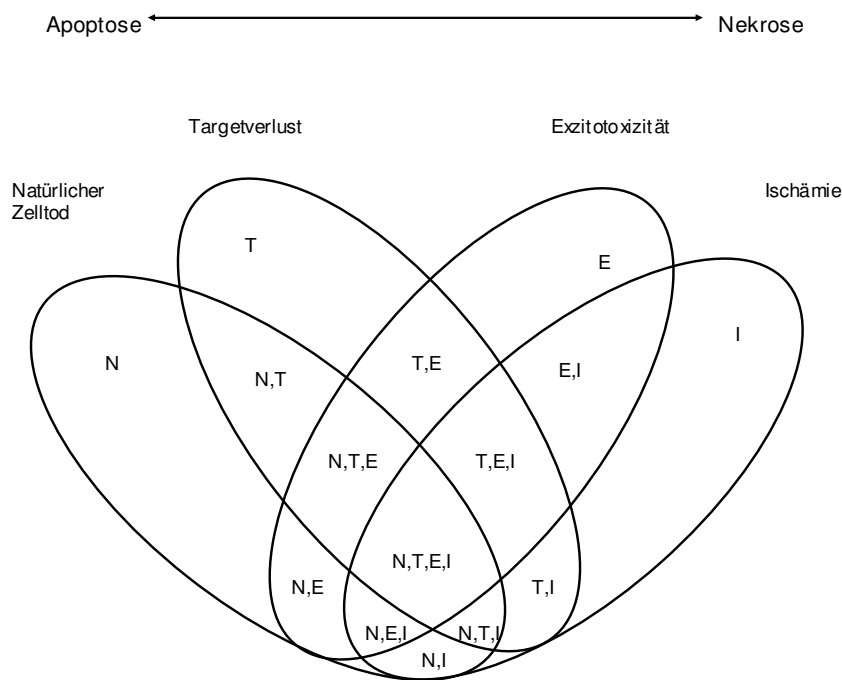 Apoptose
Nekrose
Targetverlust
Exzitotoxizität
Natürlicher
Zelltod
Ischämie
T
E
I
N
T,E
E,I
N,T
N,T,E
T,E,I
N,T,E,I
N,E
T,I
N,E,I
N,T,I
N,I